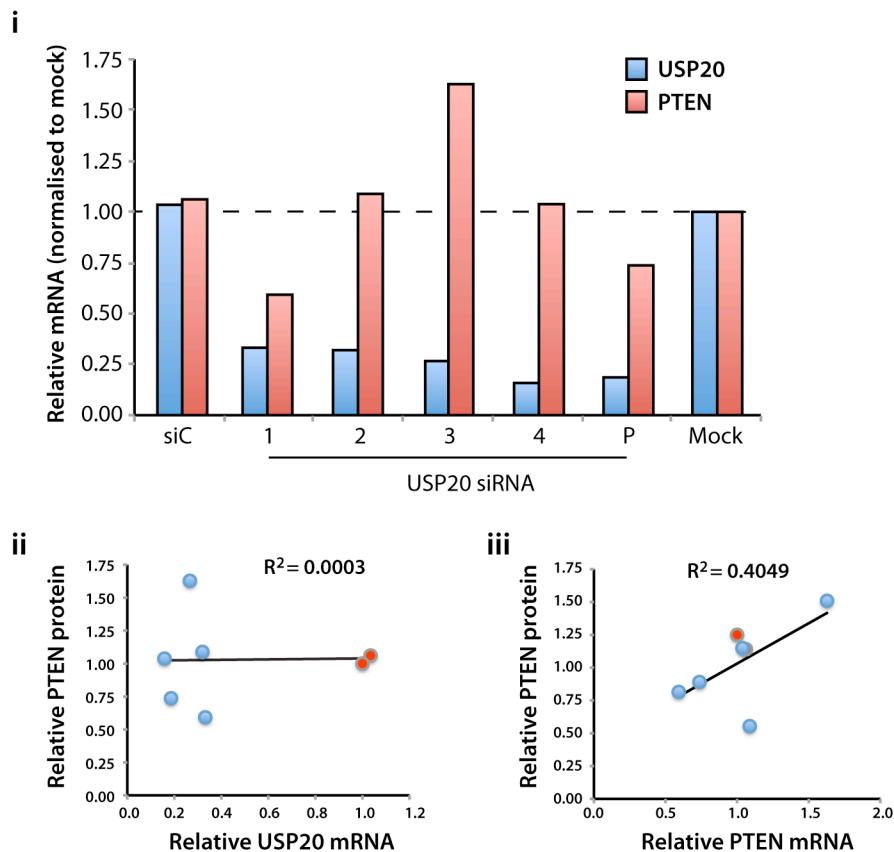 i
Relative mRNA (normalised to mock)
1.75
1.50
1.25
1.00
0.75
0.50
0.25
0.00
USP20
PTEN
siC 1 2 3 4 P Mock
USP20 siRNA
ii
Relative PTEN protein
1.75
1.50
1.25
1.00
0.75
0.50
0.25
0.00
R² = 0.0003
0.0 0.2 0.4 0.6 0.8 1.0 1.2
Relative USP20 mRNA
iii
Relative PTEN protein
1.75
1.50
1.25
1.00
0.75
0.50
0.25
0.00
R² = 0.4049
0.0 0.5 1.0 1.5 2.0
Relative PTEN mRNA